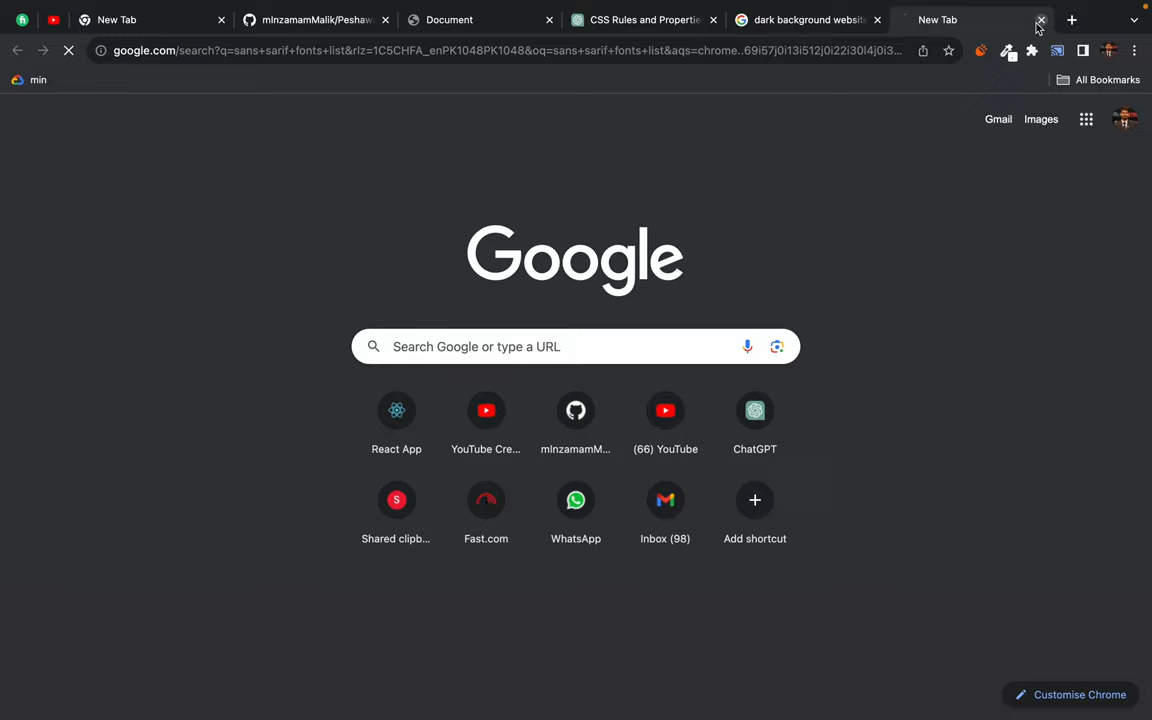 New Tab
mInzamamMalik/Peshaw
Document
CSS Rules and Propertie
dark background website
New Tab
google.com/search?q=sans+sarif+fonts+list&rlz=1C5CHFA_enPK1048PK1048&oq=sans+sarif+fonts+list&aqs=chrome..69i57j0i13i512j0i22i30l4j0i3...
min
All Bookmarks
Gmail
Images
Google
Search Google or type a URL
React App
YouTube Cre...
mInzamamM...
(66) YouTube
ChatGPT
S
Shared clipb...
Fast.com
WhatsApp
Inbox (98)
Add shortcut
Customise Chrome